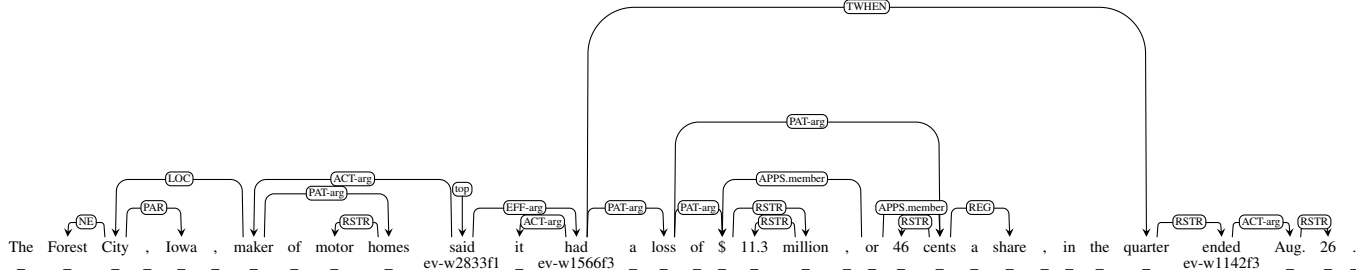 TWHEN
PAT-arg
LOC ACT-arg APPS.member
PAT-arg top
PAR EFF-arg PAT-arg PAT-arg RSTR APPS.member REG
NE RSTR ACT-arg RSTR RSTR RSTR ACT-arg RSTR
The Forest City , Iowa , maker of motor homes said it had a loss of $ 11.3 million , or 46 cents a share , in the quarter ended Aug. 26 .
_ _ _ _ _ _ _ _ _ _ ev-w2833f1 _ ev-w1566f3 _ _ _ _ _ _ _ _ _ _ _ _ _ _ _ _ ev-w1142f3 _ _ _